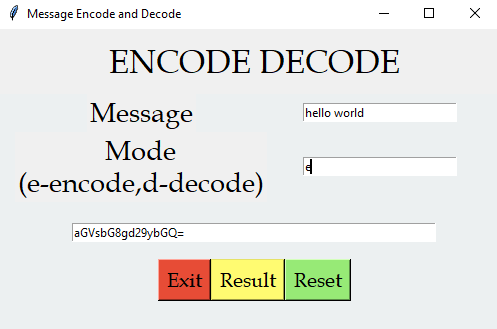 Message Encode and Decode
ENCODE DECODE
Message
hello world
Mode
(e-encode,d-decode)
e
aGVsbG8gd29ybGQ=
Exit Result Reset